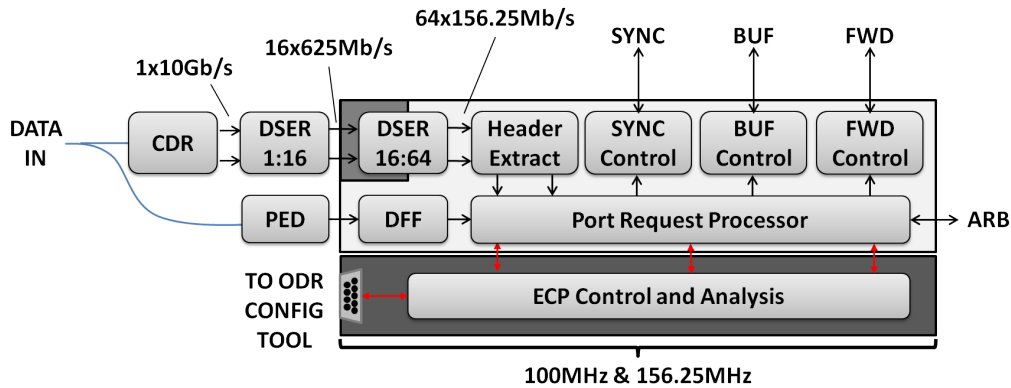 64x156.25Mb/s
16x625Mb/s
1x10Gb/s
SYNC
BUF
FWD
DATA
IN
CDR
DSER
1:16
DSER
16:64
Header
Extract
SYNC
Control
BUF
Control
FWD
Control
PED
DFF
Port Request Processor
ARB
TO ODR
CONFIG
TOOL
ECP Control and Analysis
100MHz & 156.25MHz